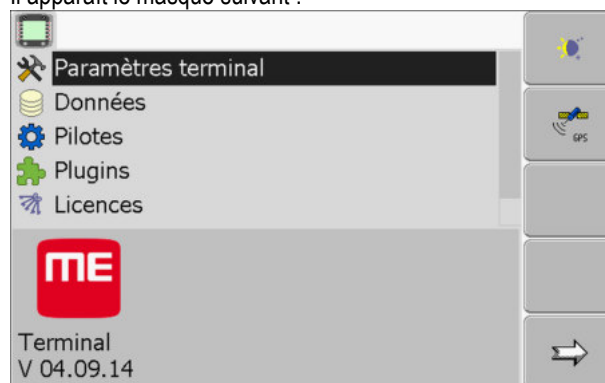 Il apparaît le masque suivant :
Paramètres terminal
Données
Pilotes
GPS
Plugins
Licences
ME
Terminal
V 04.09.14